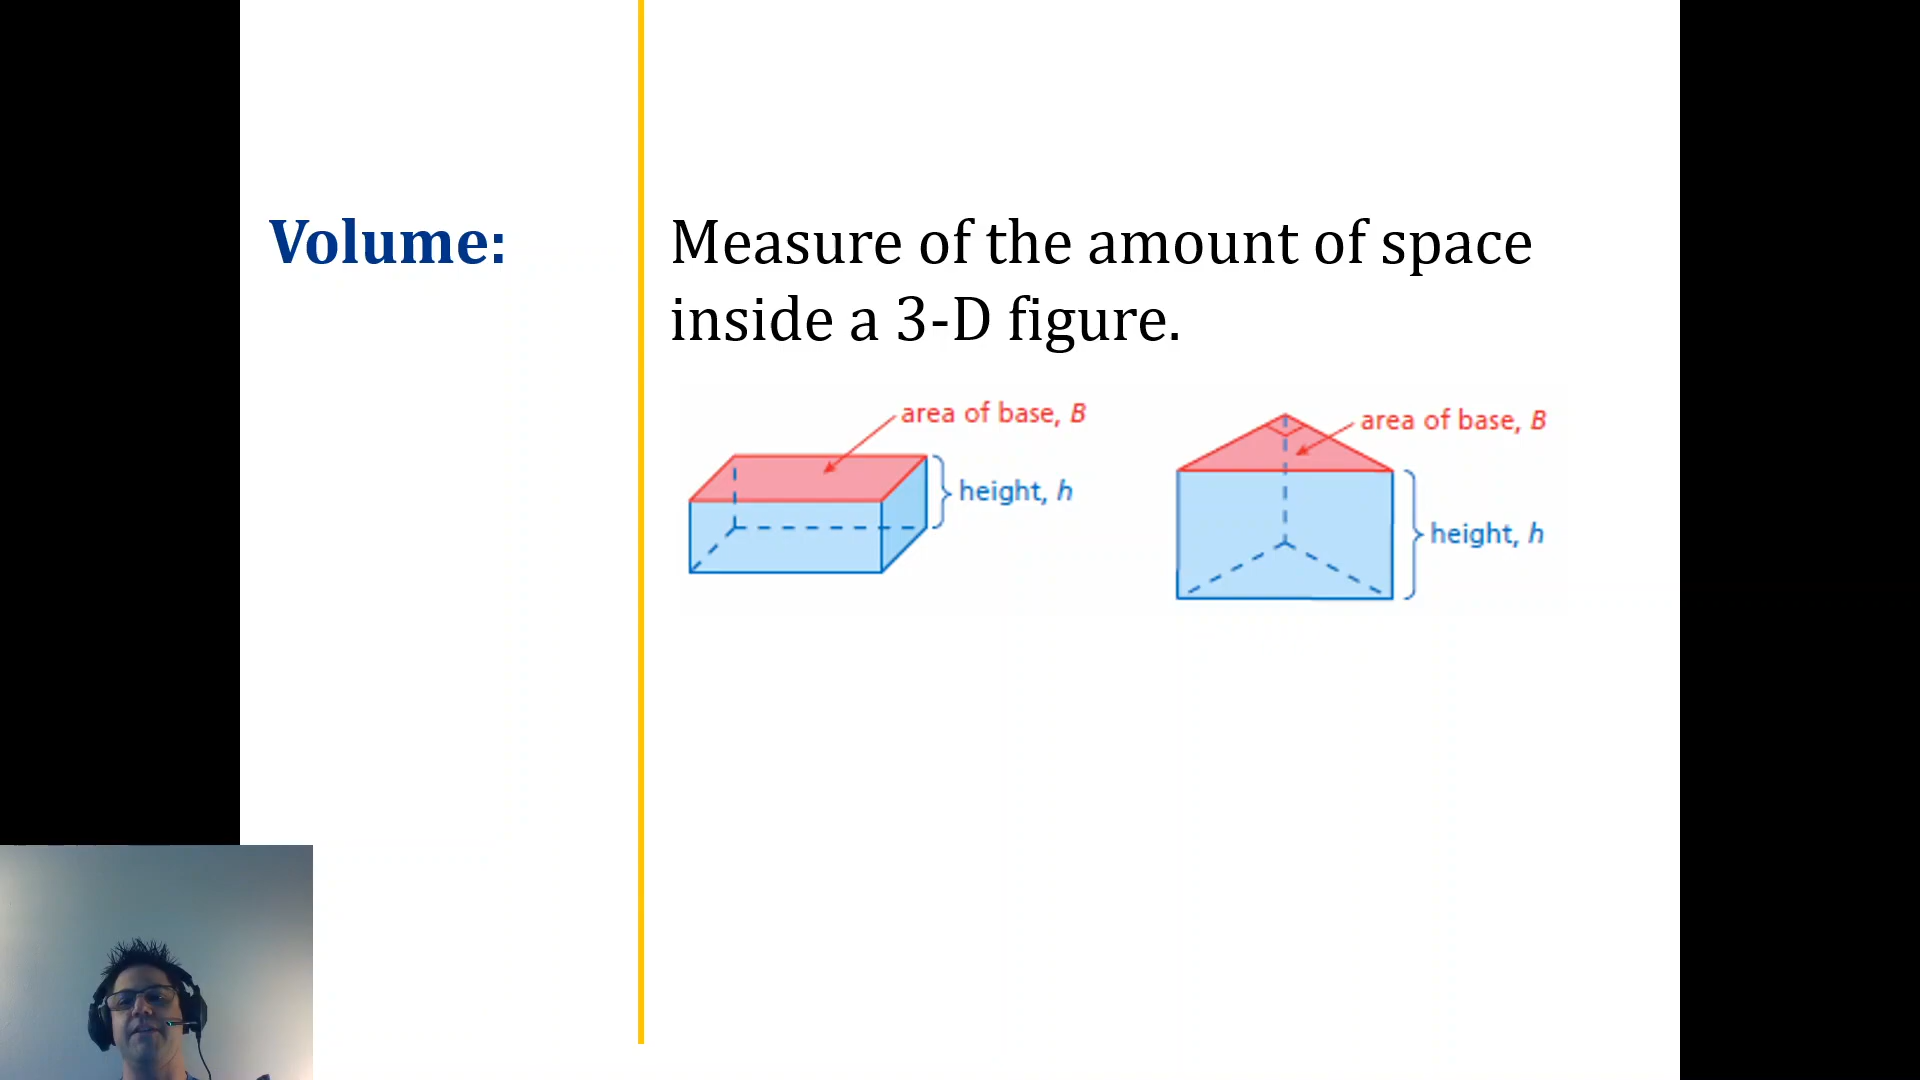 Volume:
Measure of the amount of space
inside a 3-D figure.
area of base, B
height, h
area of base, B
height, h